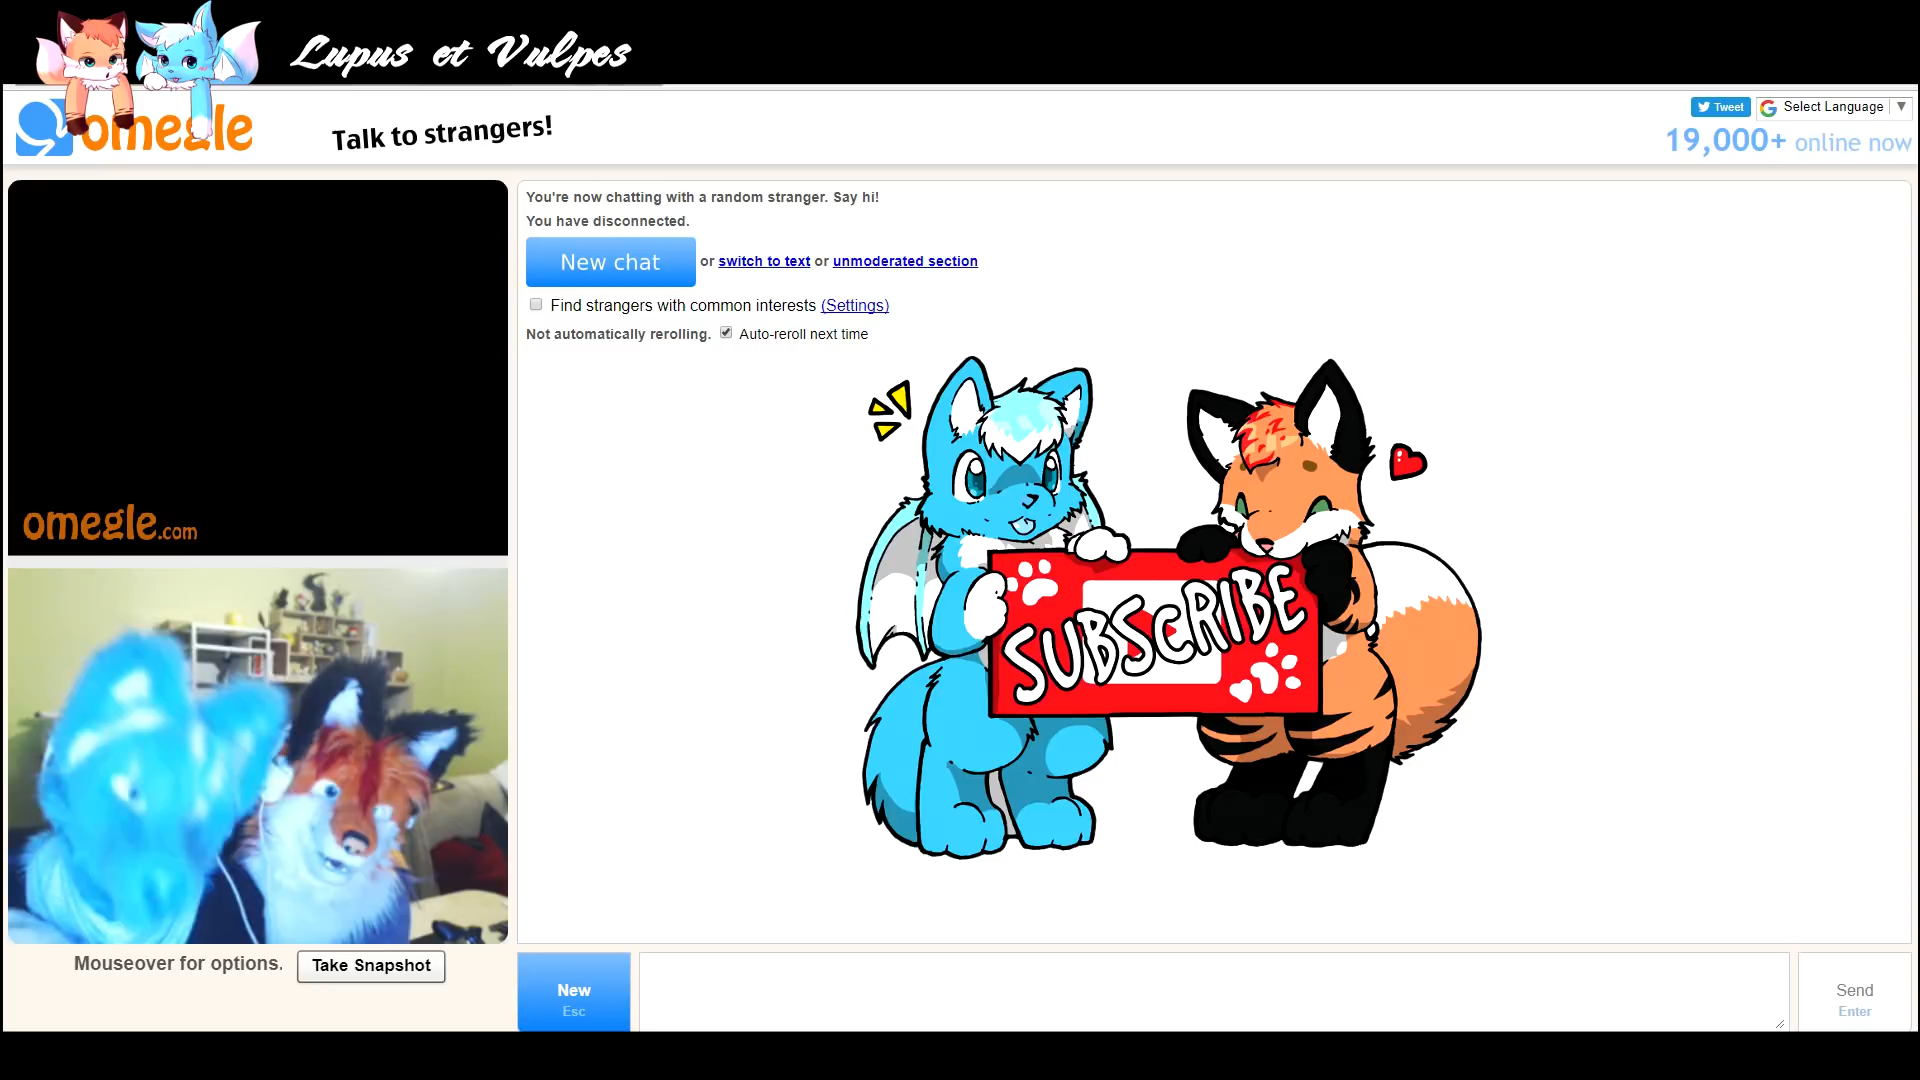 Lupus et Vulpes
omegle
Talk to strangers!
Tweet
Select Language
19,000+ online now
You're now chatting with a random stranger. Say hi!
You have disconnected.
New chat or switch to text or unmoderated section
Find strangers with common interests (Settings)
Not automatically rerolling. Auto-reroll next time
omegle.com
SUBSCRIBE
Mouseover for options. Take Snapshot
New
Esc
Send
Enter